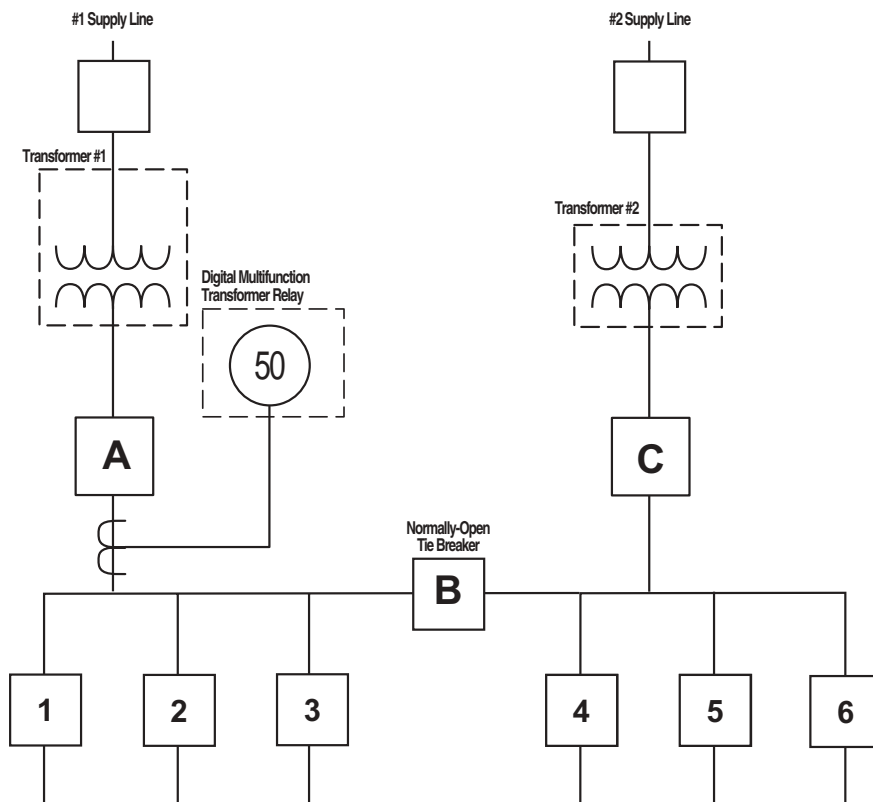 #1 Supply Line
#2 Supply Line
Transformer #1
Transformer #2
Digital Multifunction
Transformer Relay
50
A
C
Normally-Open
Tie Breaker
B
1
2
3
4
5
6